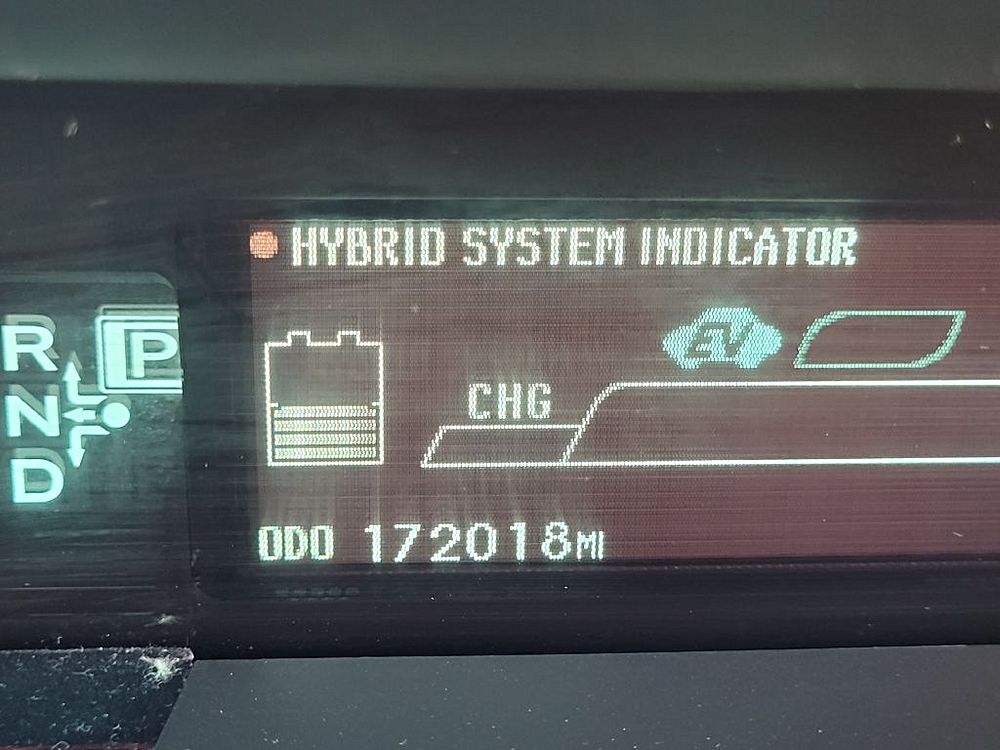 HYBRID SYSTEM INDICATOR
EV
R P
CHG
N
D
ODO 172018MI